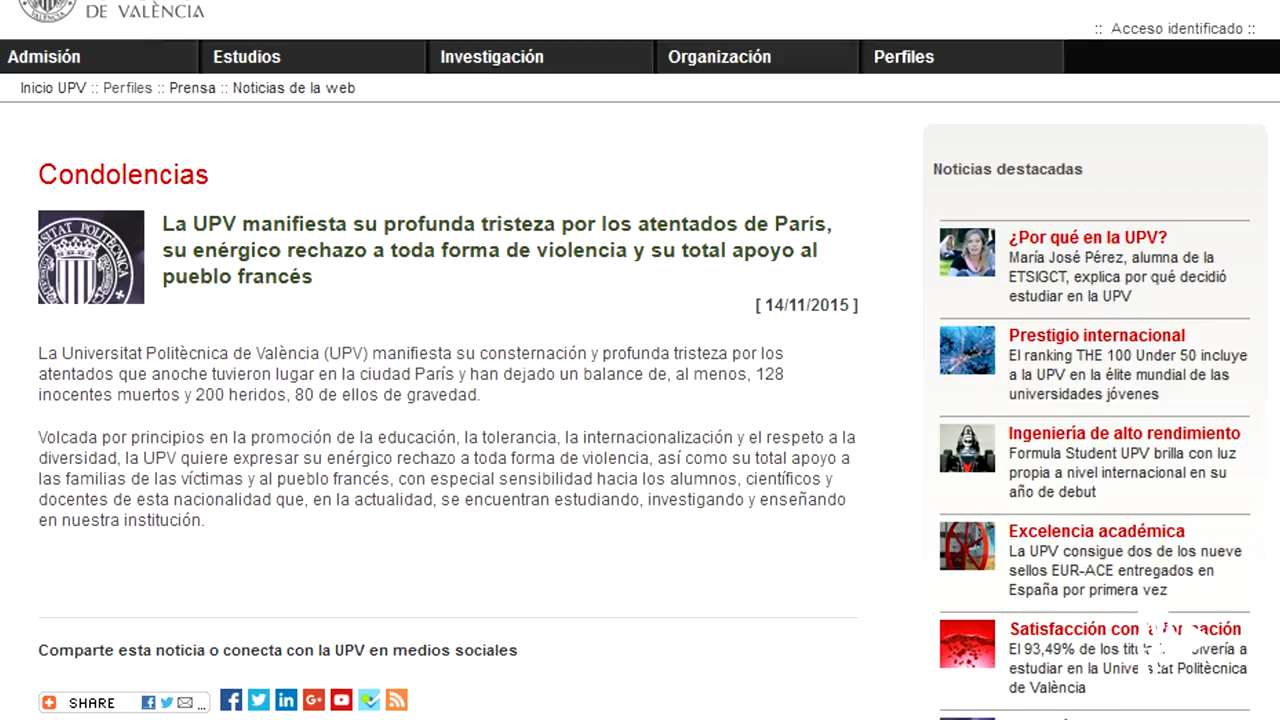 DE VALÈNCIA
:: Acceso identificado ::
Admisión Estudios Investigación Organización Perfiles
Inicio UPV :: Perfiles :: Prensa :: Noticias de la web
Condolencias
La UPV manifiesta su profunda tristeza por los atentados de París,
su enérgico rechazo a toda forma de violencia y su total apoyo al
pueblo francés
[ 14/11/2015 ]
La Universitat Politècnica de València (UPV) manifiesta su consternación y profunda tristeza por los
atentados que anoche tuvieron lugar en la ciudad París y han dejado un balance de, al menos, 128
inocentes muertos y 200 heridos, 80 de ellos de gravedad.
Volcada por principios en la promoción de la educación, la tolerancia, la internacionalización y el respeto a la
diversidad, la UPV quiere expresar su enérgico rechazo a toda forma de violencia, así como su total apoyo a
las familias de las víctimas y al pueblo francés, con especial sensibilidad hacia los alumnos, científicos y
docentes de esta nacionalidad que, en la actualidad, se encuentran estudiando, investigando y enseñando
en nuestra institución.
Comparte esta noticia o conecta con la UPV en medios sociales
SHARE ...
Noticias destacadas
¿Por qué en la UPV?
María José Pérez, alumna de la
ETSIGCT, explica por qué decidió
estudiar en la UPV
Prestigio internacional
El ranking THE 100 Under 50 incluye
a la UPV en la élite mundial de las
universidades jóvenes
Ingeniería de alto rendimiento
Formula Student UPV brilla con luz
propia a nivel internacional en su
año de debut
Excelencia académica
La UPV consigue dos de los nueve
sellos EUR-ACE entregados en
España por primera vez
Satisfacción con la formación
El 93,49% de los volvería a
estudiar en la Universitat Politècnica
de València